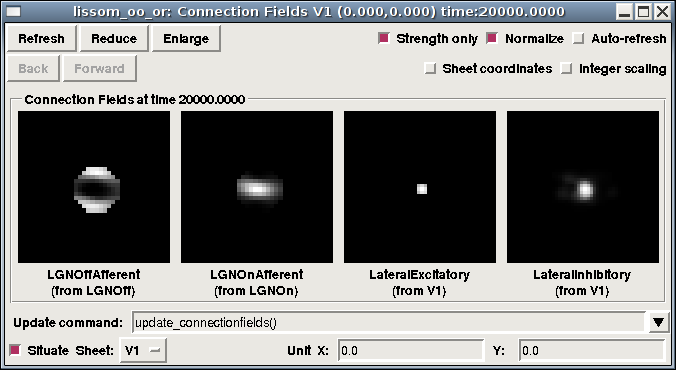 lissom_oo_or: Connection Fields V1 (0.000,0.000) time:20000.0000
Refresh Reduce Enlarge Strength only Normalize Auto-refresh
Back Forward Sheet coordinates Integer scaling
Connection Fields at time 20000.0000
LGNOffAfferent LGNOnAfferent LateralExcitatory LateralInhibitory
(from LGNOff) (from LGNOn) (from V1) (from V1)
Update command: update_connectionfields()
Situate Sheet: V1 Unit X: 0.0 Y: 0.0